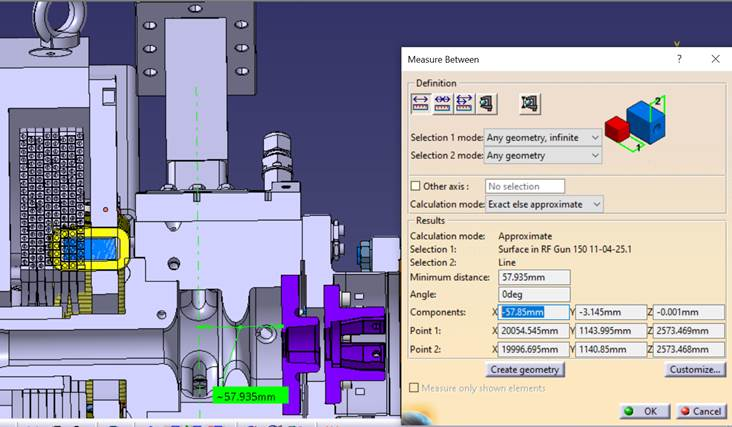 Measure Between
?
Definition
Selection 1 mode: Any geometry, infinite
Selection 2 mode: Any geometry
2
1
Other axis : No selection
Calculation mode: Exact else approximate
Results
Calculation mode: Approximate
Selection 1: Surface in RF Gun 150 11-04-25.1
Selection 2: Line
Minimum distance: 57.935mm
Angle: 0deg
Components: X -57.85mm Y -3.145mm Z -0.001mm
Point 1: X 20054.545mm Y 1143.995mm Z 2573.469mm
Point 2: X 19996.695mm Y 1140.85mm Z 2573.468mm
Create geometry Customize...
Measure only shown elements
OK Cancel
~57.935mm